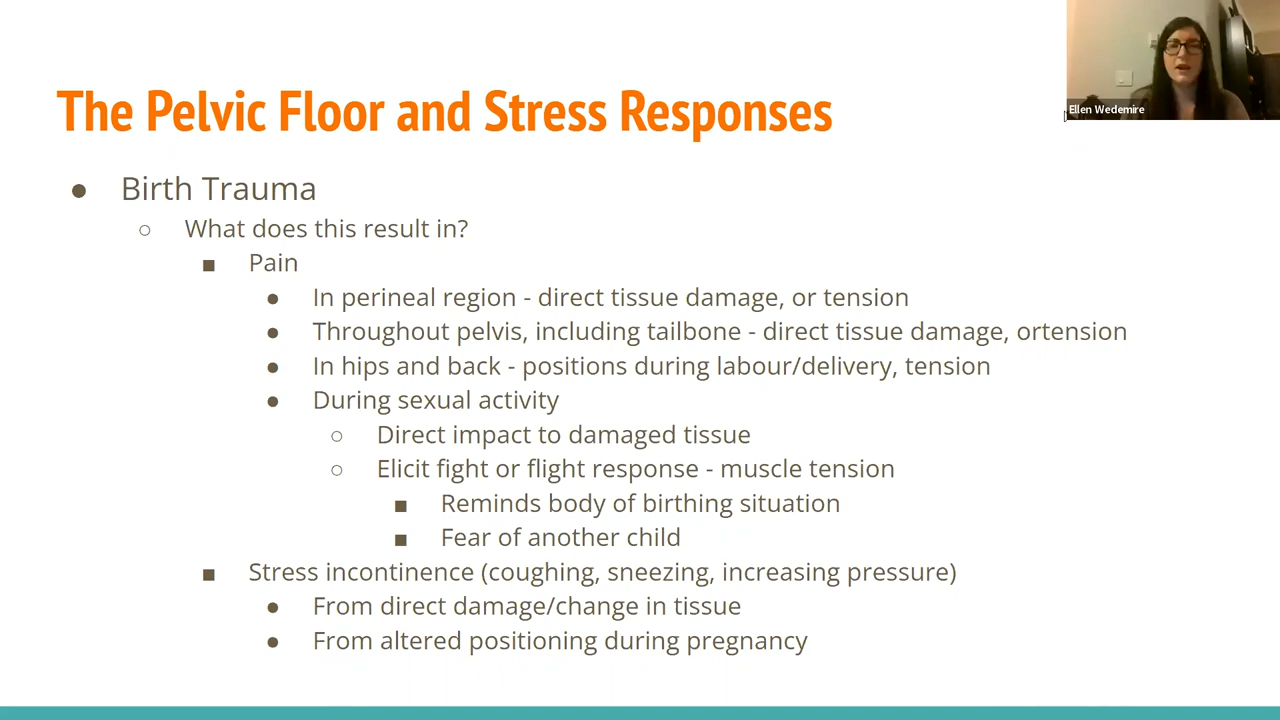 Ellen Wedemire
The Pelvic Floor and Stress Responses
● Birth Trauma
○ What does this result in?
■ Pain
● In perineal region - direct tissue damage, or tension
● Throughout pelvis, including tailbone - direct tissue damage, ortension
● In hips and back - positions during labour/delivery, tension
● During sexual activity
○ Direct impact to damaged tissue
○ Elicit fight or flight response - muscle tension
■ Reminds body of birthing situation
■ Fear of another child
■ Stress incontinence (coughing, sneezing, increasing pressure)
● From direct damage/change in tissue
● From altered positioning during pregnancy